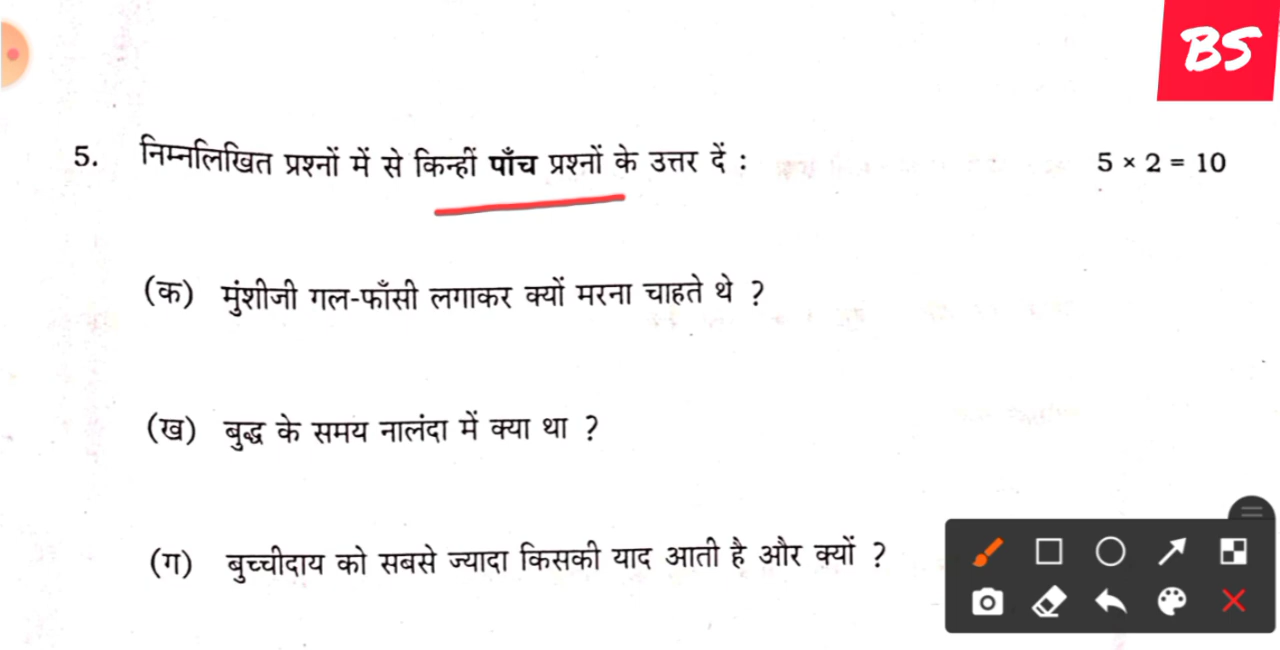 BS
5. निम्नलिखित प्रश्नों में से किन्हीं पाँच प्रश्नों के उत्तर दें : 5 × 2 = 10
(क) मुंशीजी गल-फाँसी लगाकर क्यों मरना चाहते थे ?
(ख) बुद्ध के समय नालंदा में क्या था ?
(ग) बुच्चीदाय को सबसे ज्यादा किसकी याद आती है और क्यों ?